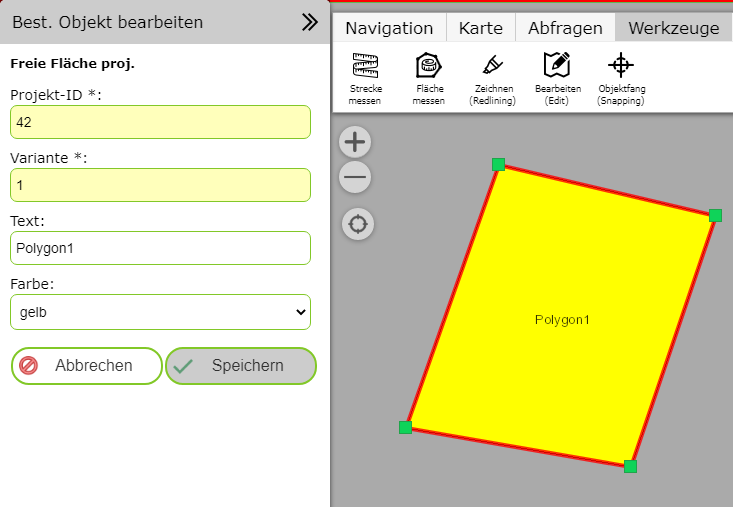 Best. Objekt bearbeiten
Freie Fläche proj.
Projekt-ID *:
42
Variante *:
1
Text:
Polygon1
Farbe:
gelb
Abbrechen
Speichern
Navigation
Karte
Abfragen
Werkzeuge
Strecke
messen
Fläche
messen
Zeichnen
(Redlining)
Bearbeiten
(Edit)
Objektfang
(Snapping)
Polygon1